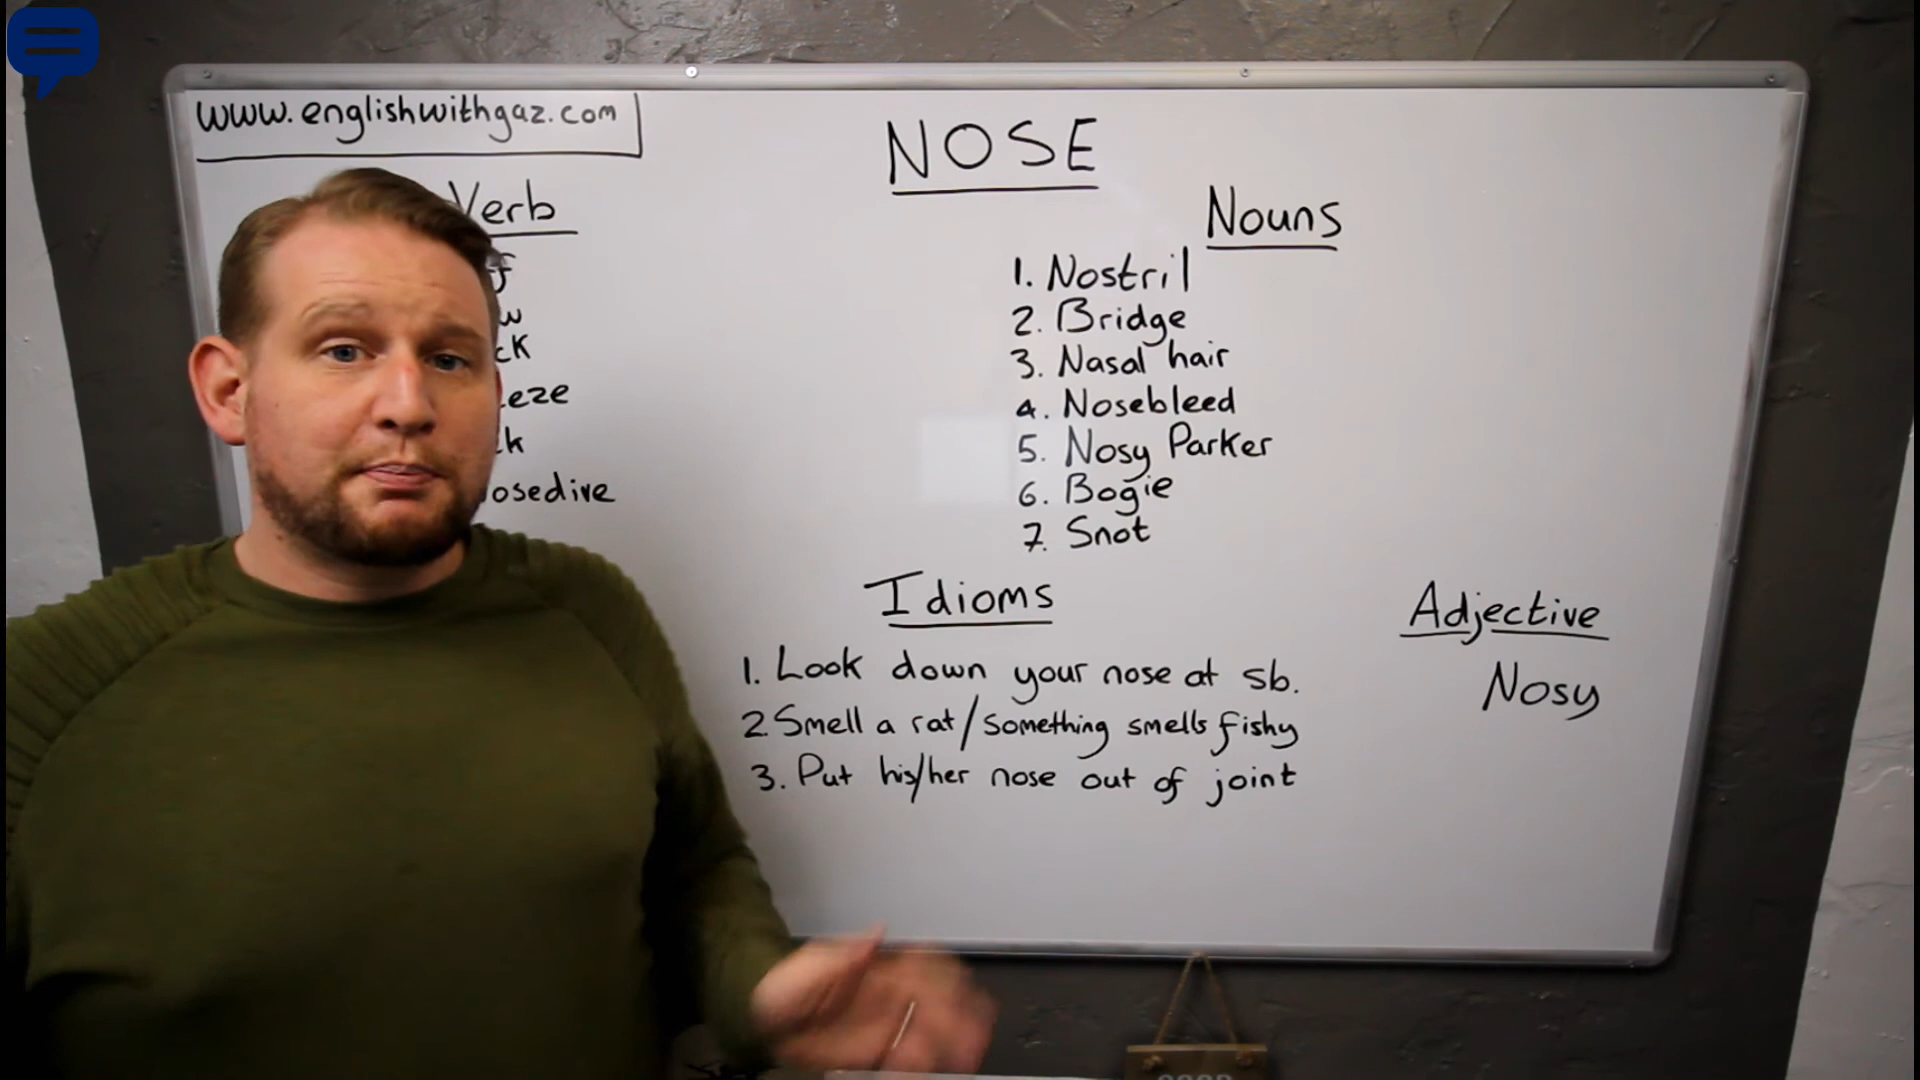 www.englishwithgaz.com
NOSE
Verb
osedive
Nouns
1. Nostril
2. Bridge
3. Nasal hair
4. Nosebleed
5. Nosy Parker
6. Bogie
7. Snot
Idioms
1. Look down your nose at sb.
2. Smell a rat/Something smells fishy
3. Put his/her nose out of joint
Adjective
Nosy